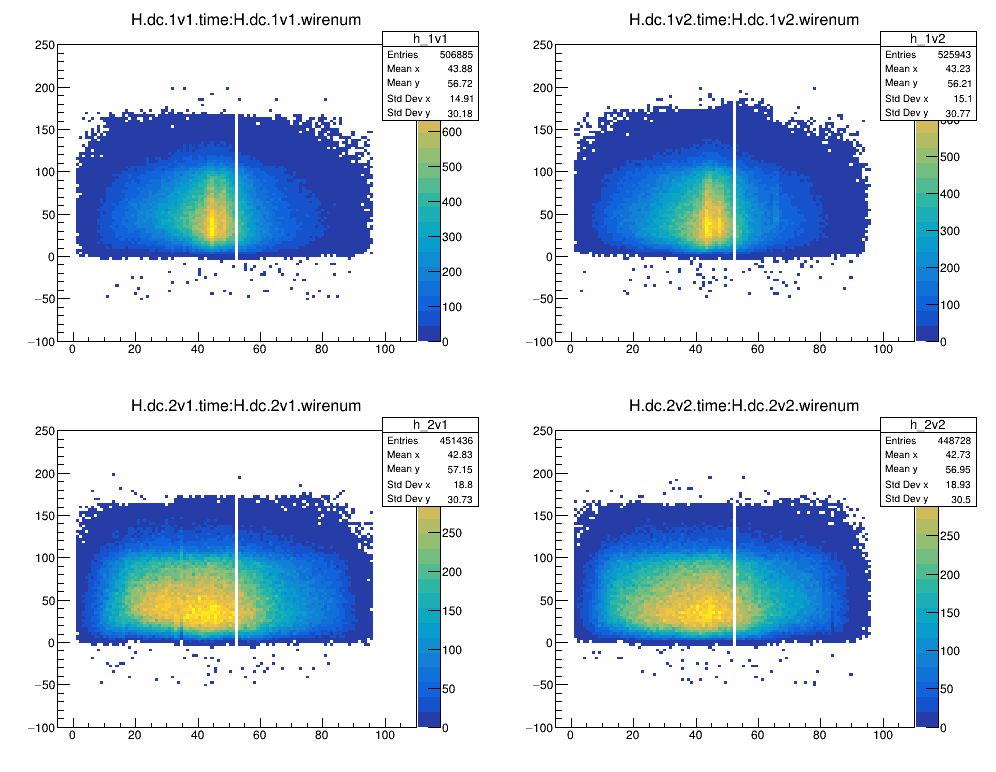 H.dc.1v1.time:H.dc.1v1.wirenum
h_1v1
Entries 506885
Mean x 43.88
Mean y 56.72
Std Dev x 14.91
Std Dev y 30.18
250
200
150
100
50
0
−50
−100
0 20 40 60 80 100
600
500
400
300
200
100
0
H.dc.1v2.time:H.dc.1v2.wirenum
h_1v2
Entries 525943
Mean x 43.23
Mean y 56.21
Std Dev x 15.1
Std Dev y 30.77
250
200
150
100
50
0
−50
−100
0 20 40 60 80 100
600
500
400
300
200
100
0
H.dc.2v1.time:H.dc.2v1.wirenum
h_2v1
Entries 451436
Mean x 42.83
Mean y 57.15
Std Dev x 18.8
Std Dev y 30.73
250
200
150
100
50
0
−50
−100
0 20 40 60 80 100
250
200
150
100
50
0
H.dc.2v2.time:H.dc.2v2.wirenum
h_2v2
Entries 448728
Mean x 42.73
Mean y 56.95
Std Dev x 18.93
Std Dev y 30.5
250
200
150
100
50
0
−50
−100
0 20 40 60 80 100
250
200
150
100
50
0